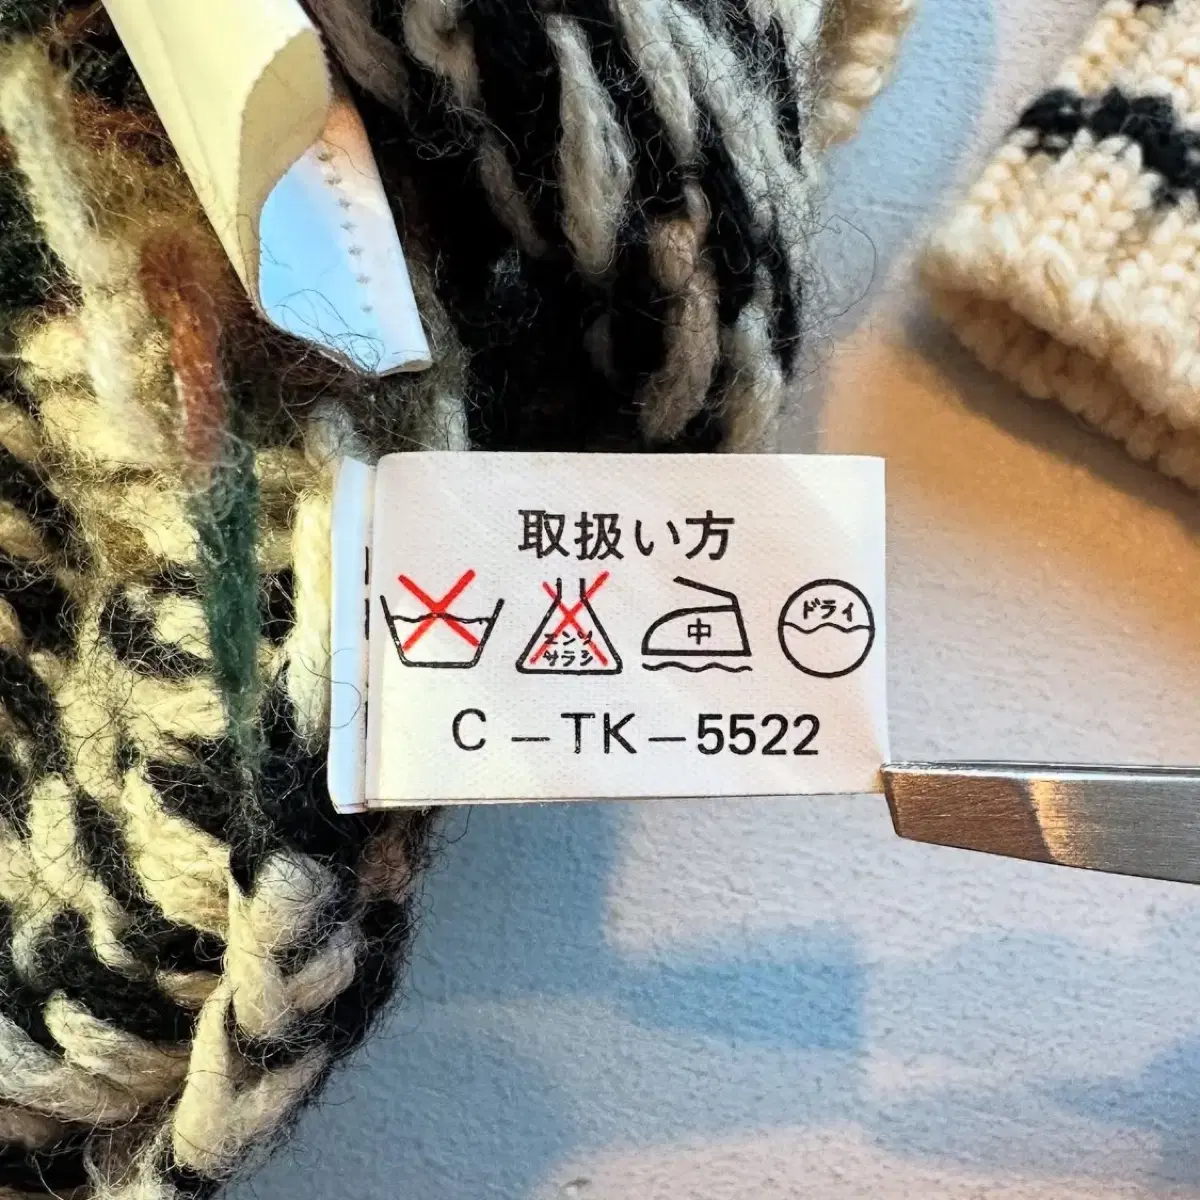 取扱い方
エンソ
サラシ
中
ドライ
C-TK-5522